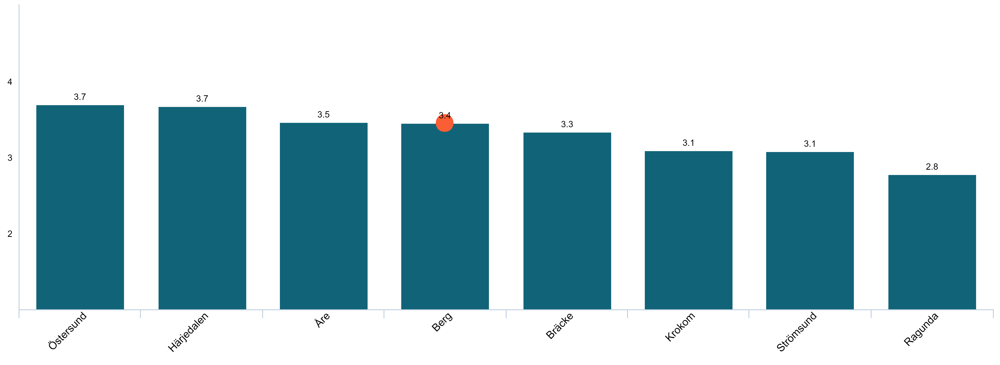 4
3
2
3.7
3.7
3.5
3.4
3.3
3.1
3.1
2.8
Östersund
Härjedalen
Åre
Berg
Bräcke
Krokom
Strömsund
Ragunda